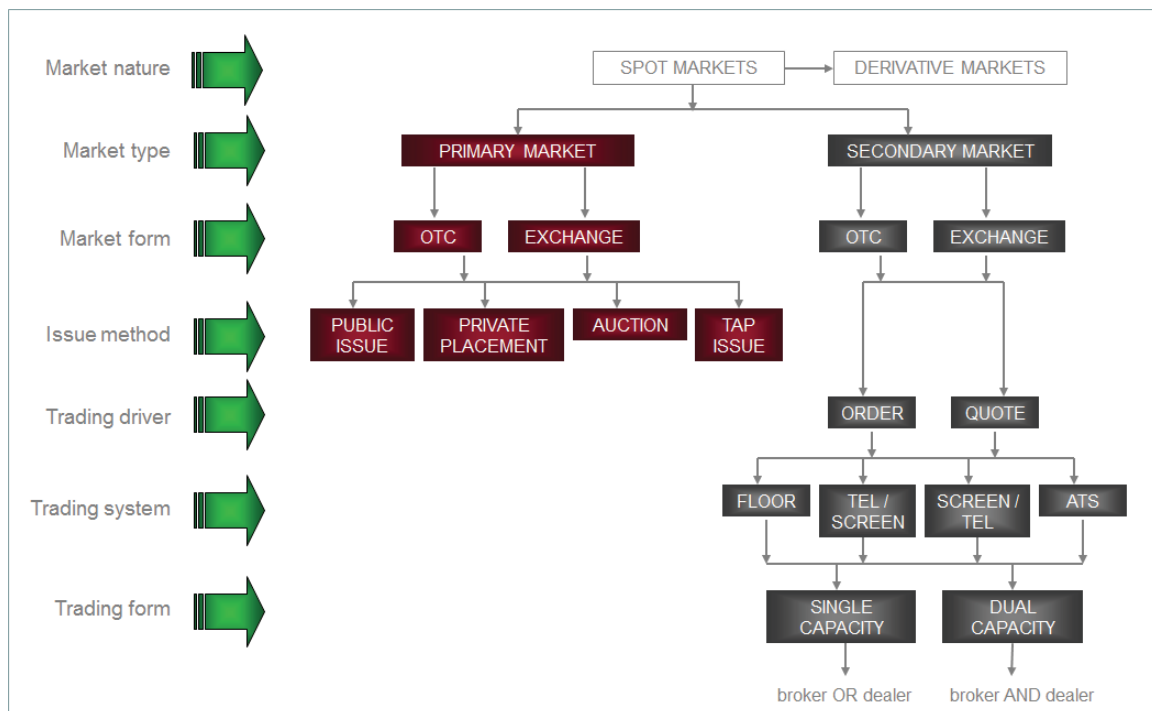 Market nature
SPOT MARKETS
DERIVATIVE MARKETS
Market type
PRIMARY MARKET
SECONDARY MARKET
Market form
OTC
EXCHANGE
OTC
EXCHANGE
Issue method
PUBLIC
ISSUE
PRIVATE
PLACEMENT
AUCTION
TAP
ISSUE
Trading driver
ORDER
QUOTE
Trading system
FLOOR
TEL /
SCREEN
SCREEN /
TEL
ATS
Trading form
SINGLE
CAPACITY
DUAL
CAPACITY
broker OR dealer
broker AND dealer